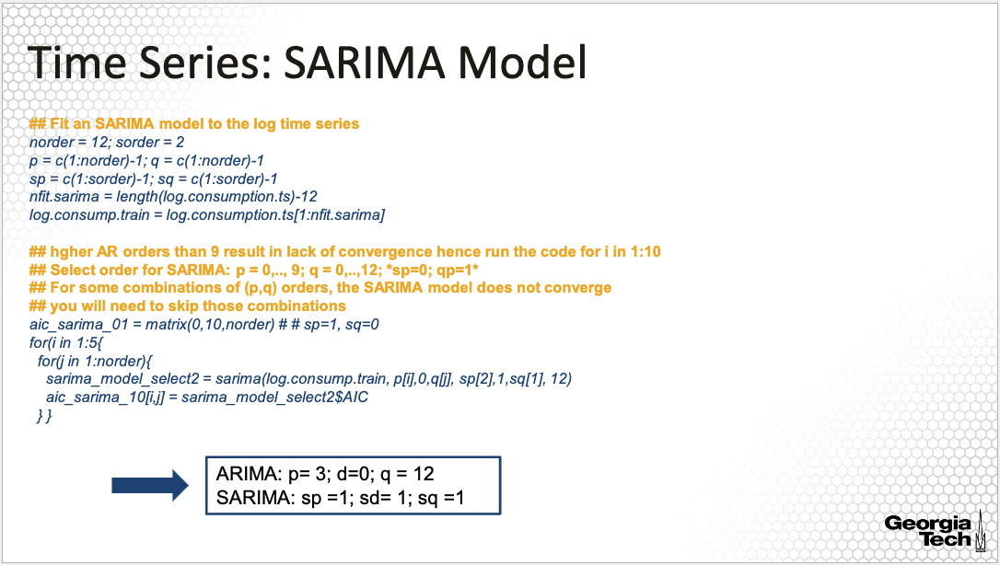 Time Series: SARIMA Model
## Fit an SARIMA model to the log time series
norder = 12; sorder = 2
p = c(1:norder)-1; q = c(1:norder)-1
sp = c(1:sorder)-1; sq = c(1:sorder)-1
nfit.sarima = length(log.consumption.ts)-12
log.consump.train = log.consumption.ts[1:nfit.sarima]
## hgher AR orders than 9 result in lack of convergence hence run the code for i in 1:10
## Select order for SARIMA: p = 0,.., 9; q = 0,..,12; *sp=0; qp=1*
## For some combinations of (p,q) orders, the SARIMA model does not converge
## you will need to skip those combinations
aic_sarima_01 = matrix(0,10,norder) # # sp=1, sq=0
for(i in 1:5{
for(j in 1:norder){
sarima_model_select2 = sarima(log.consump.train, p[i],0,q[j], sp[2],1,sq[1], 12)
aic_sarima_10[i,j] = sarima_model_select2$AIC
} }
ARIMA: p= 3; d=0; q = 12
SARIMA: sp =1; sd= 1; sq =1
Georgia
Tech